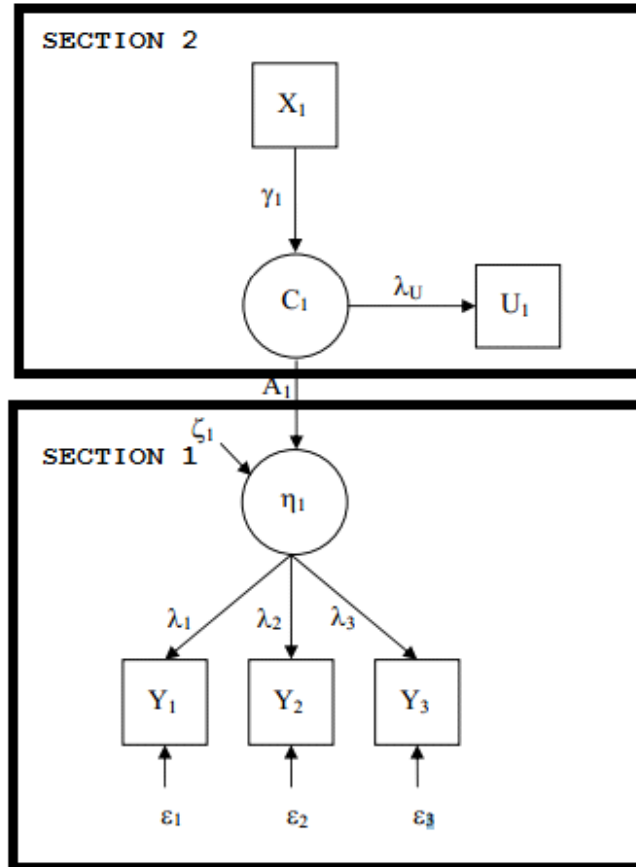 SECTION 2
X₁
γ₁
C₁
λ_U
U₁
A₁
ζ₁
SECTION 1
η₁
λ₁ λ₂ λ₃
Y₁ Y₂ Y₃
ε₁ ε₂ ε₃